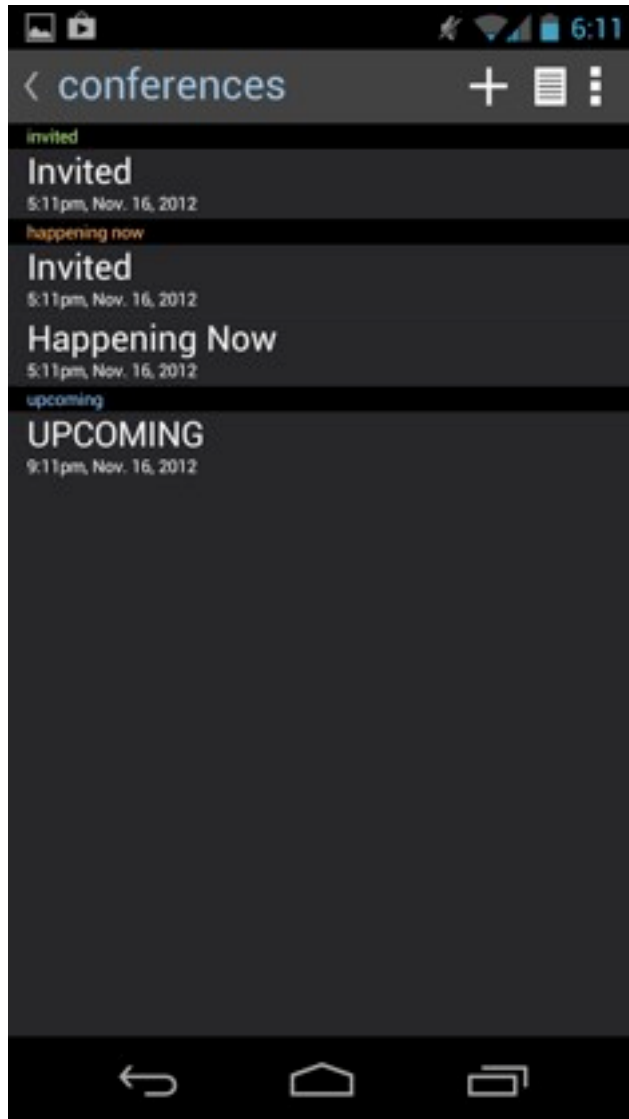 6:11
conferences
invited
Invited
5:11pm, Nov. 16, 2012
happening now
Invited
5:11pm, Nov. 16, 2012
Happening Now
5:11pm, Nov. 16, 2012
upcoming
UPCOMING
9:11pm, Nov. 16, 2012